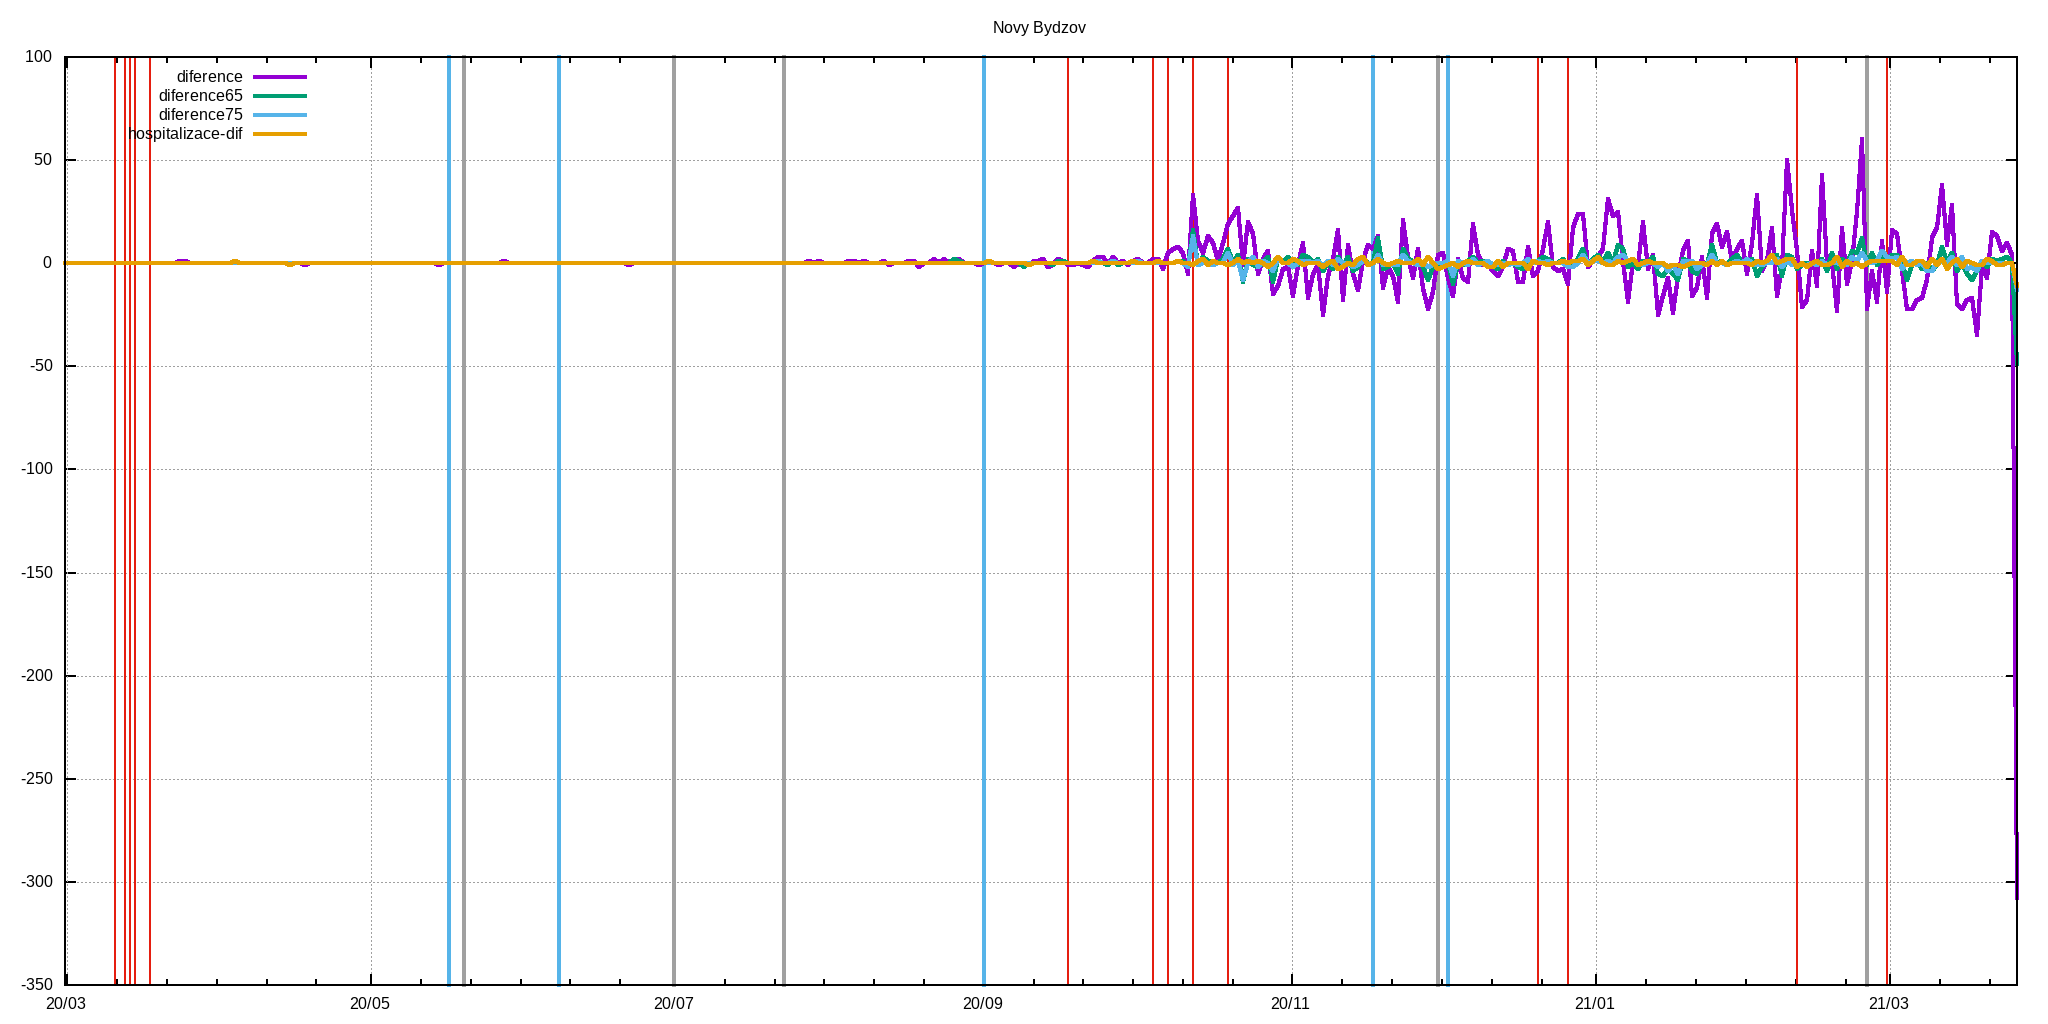 Novy Bydzov
100
diference
diference65
diference75
hospitalizace-dif
50
0
-50
-100
-150
-200
-250
-300
-350
20/03 20/05 20/07 20/09 20/11 21/01 21/03